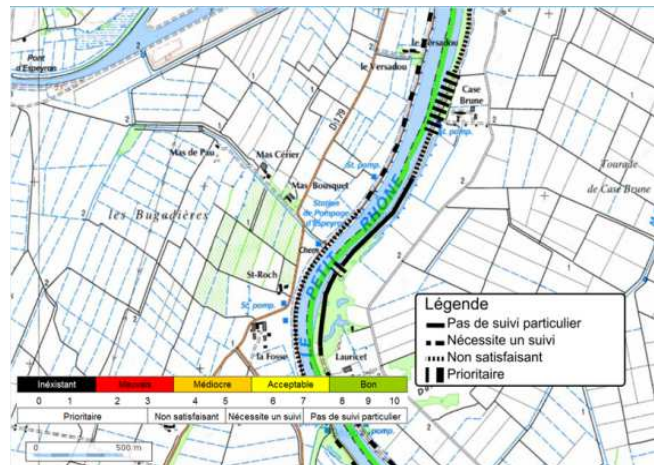 Pont
d'Espeyran
le Versadou
le Versadou
Case
Brune
St. pomp.
D 179
Mas de Pau
Mas Cérier
St. pomp.
Mas Bousquet
Tourade
de Case Brune
les Bugadières
Station
de Pompage
d'Espeyran
PETIT RHONE
Chem
St-Roch
St. pomp.
la Fosse
Lauricet
Légende
Pas de suivi particulier
Nécessite un suivi
Non satisfaisant
Prioritaire
Inéxistant Mauvais Médiocre Acceptable Bon
0 1 2 3 4 5 6 7 8 9 10
Prioritaire Non satisfaisant Nécessite un suivi Pas de suivi particulier
0 500 m
pomp.